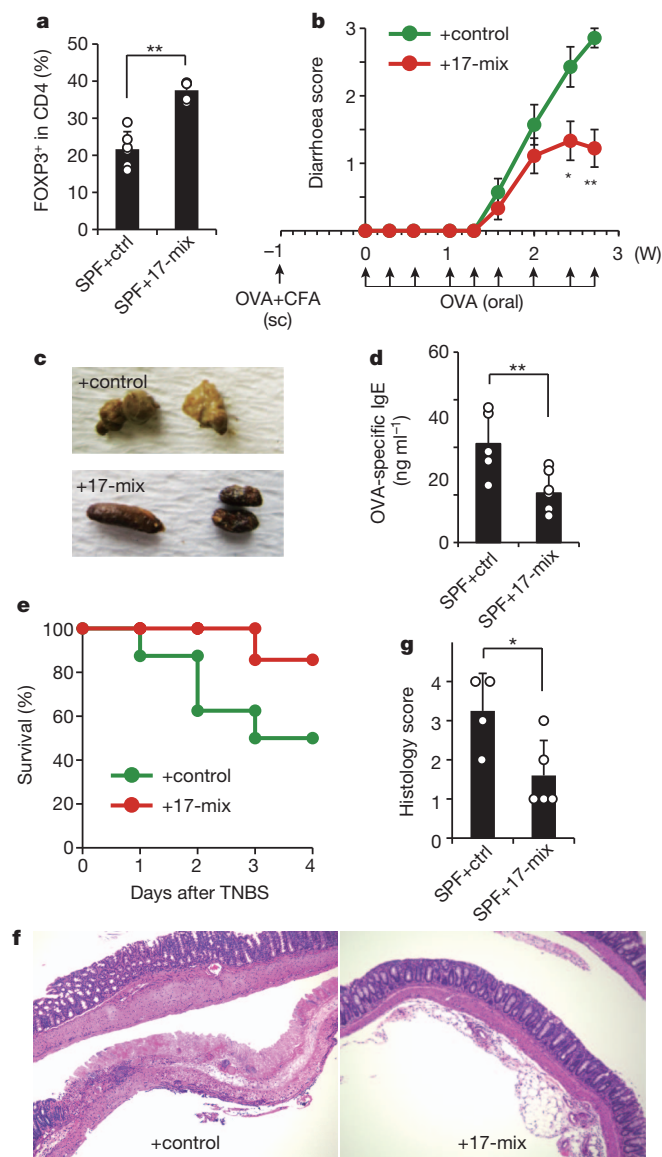 a
FOXP3+ in CD4 (%)
50
40
30
20
10
0
**
SPF+ctrl
SPF+17-mix
b
+control
+17-mix
Diarrhoea score
3
2
1
*
**
–1
0
1
2
3
(W)
OVA+CFA
(sc)
OVA (oral)
c
+control
+17-mix
d
OVA-specific IgE
(ng ml–1)
60
40
20
0
**
SPF+ctrl
SPF+17-mix
e
Survival (%)
100
80
60
40
20
0
+control
+17-mix
0
1
2
3
4
Days after TNBS
g
Histology score
4
3
2
1
0
*
SPF+ctrl
SPF+17-mix
f
+control
+17-mix